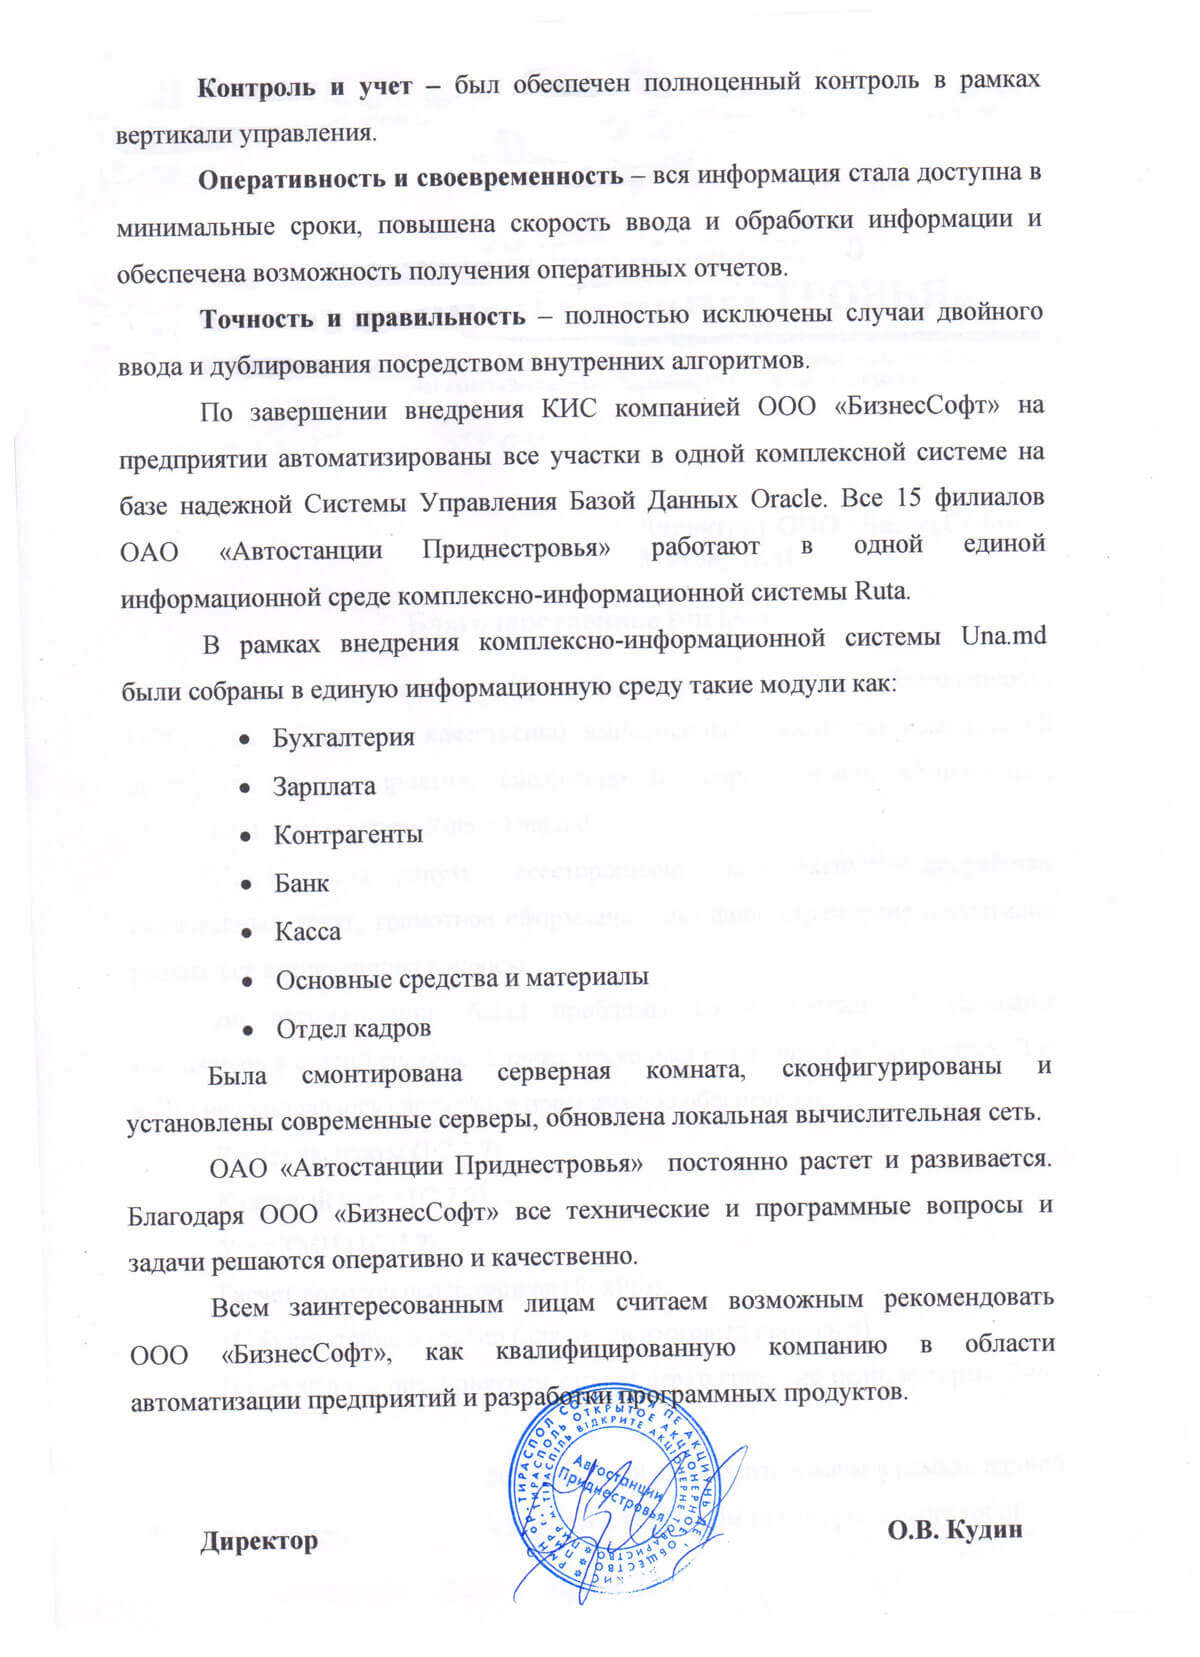 Контроль и учет – был обеспечен полноценный контроль в рамках
вертикали управления.
Оперативность и своевременность – вся информация стала доступна в
минимальные сроки, повышена скорость ввода и обработки информации и
обеспечена возможность получения оперативных отчетов.
Точность и правильность – полностью исключены случаи двойного
ввода и дублирования посредством внутренних алгоритмов.
По завершении внедрения КИС компанией ООО «БизнесСофт» на
предприятии автоматизированы все участки в одной комплексной системе на
базе надежной Системы Управления Базой Данных Oracle. Все 15 филиалов
ОАО «Автостанции Приднестровья» работают в одной единой
информационной среде комплексно-информационной системы Ruta.
В рамках внедрения комплексно-информационной системы Una.md
были собраны в единую информационную среду такие модули как:
• Бухгалтерия
• Зарплата
• Контрагенты
• Банк
• Касса
• Основные средства и материалы
• Отдел кадров
Была смонтирована серверная комната, сконфигурированы и
установлены современные серверы, обновлена локальная вычислительная сеть.
ОАО «Автостанции Приднестровья» постоянно растет и развивается.
Благодаря ООО «БизнесСофт» все технические и программные вопросы и
задачи решаются оперативно и качественно.
Всем заинтересованным лицам считаем возможным рекомендовать
ООО «БизнесСофт», как квалифицированную компанию в области
автоматизации предприятий и разработки программных продуктов.
Автостанции
Приднестровья
Директор
О.В. Кудин